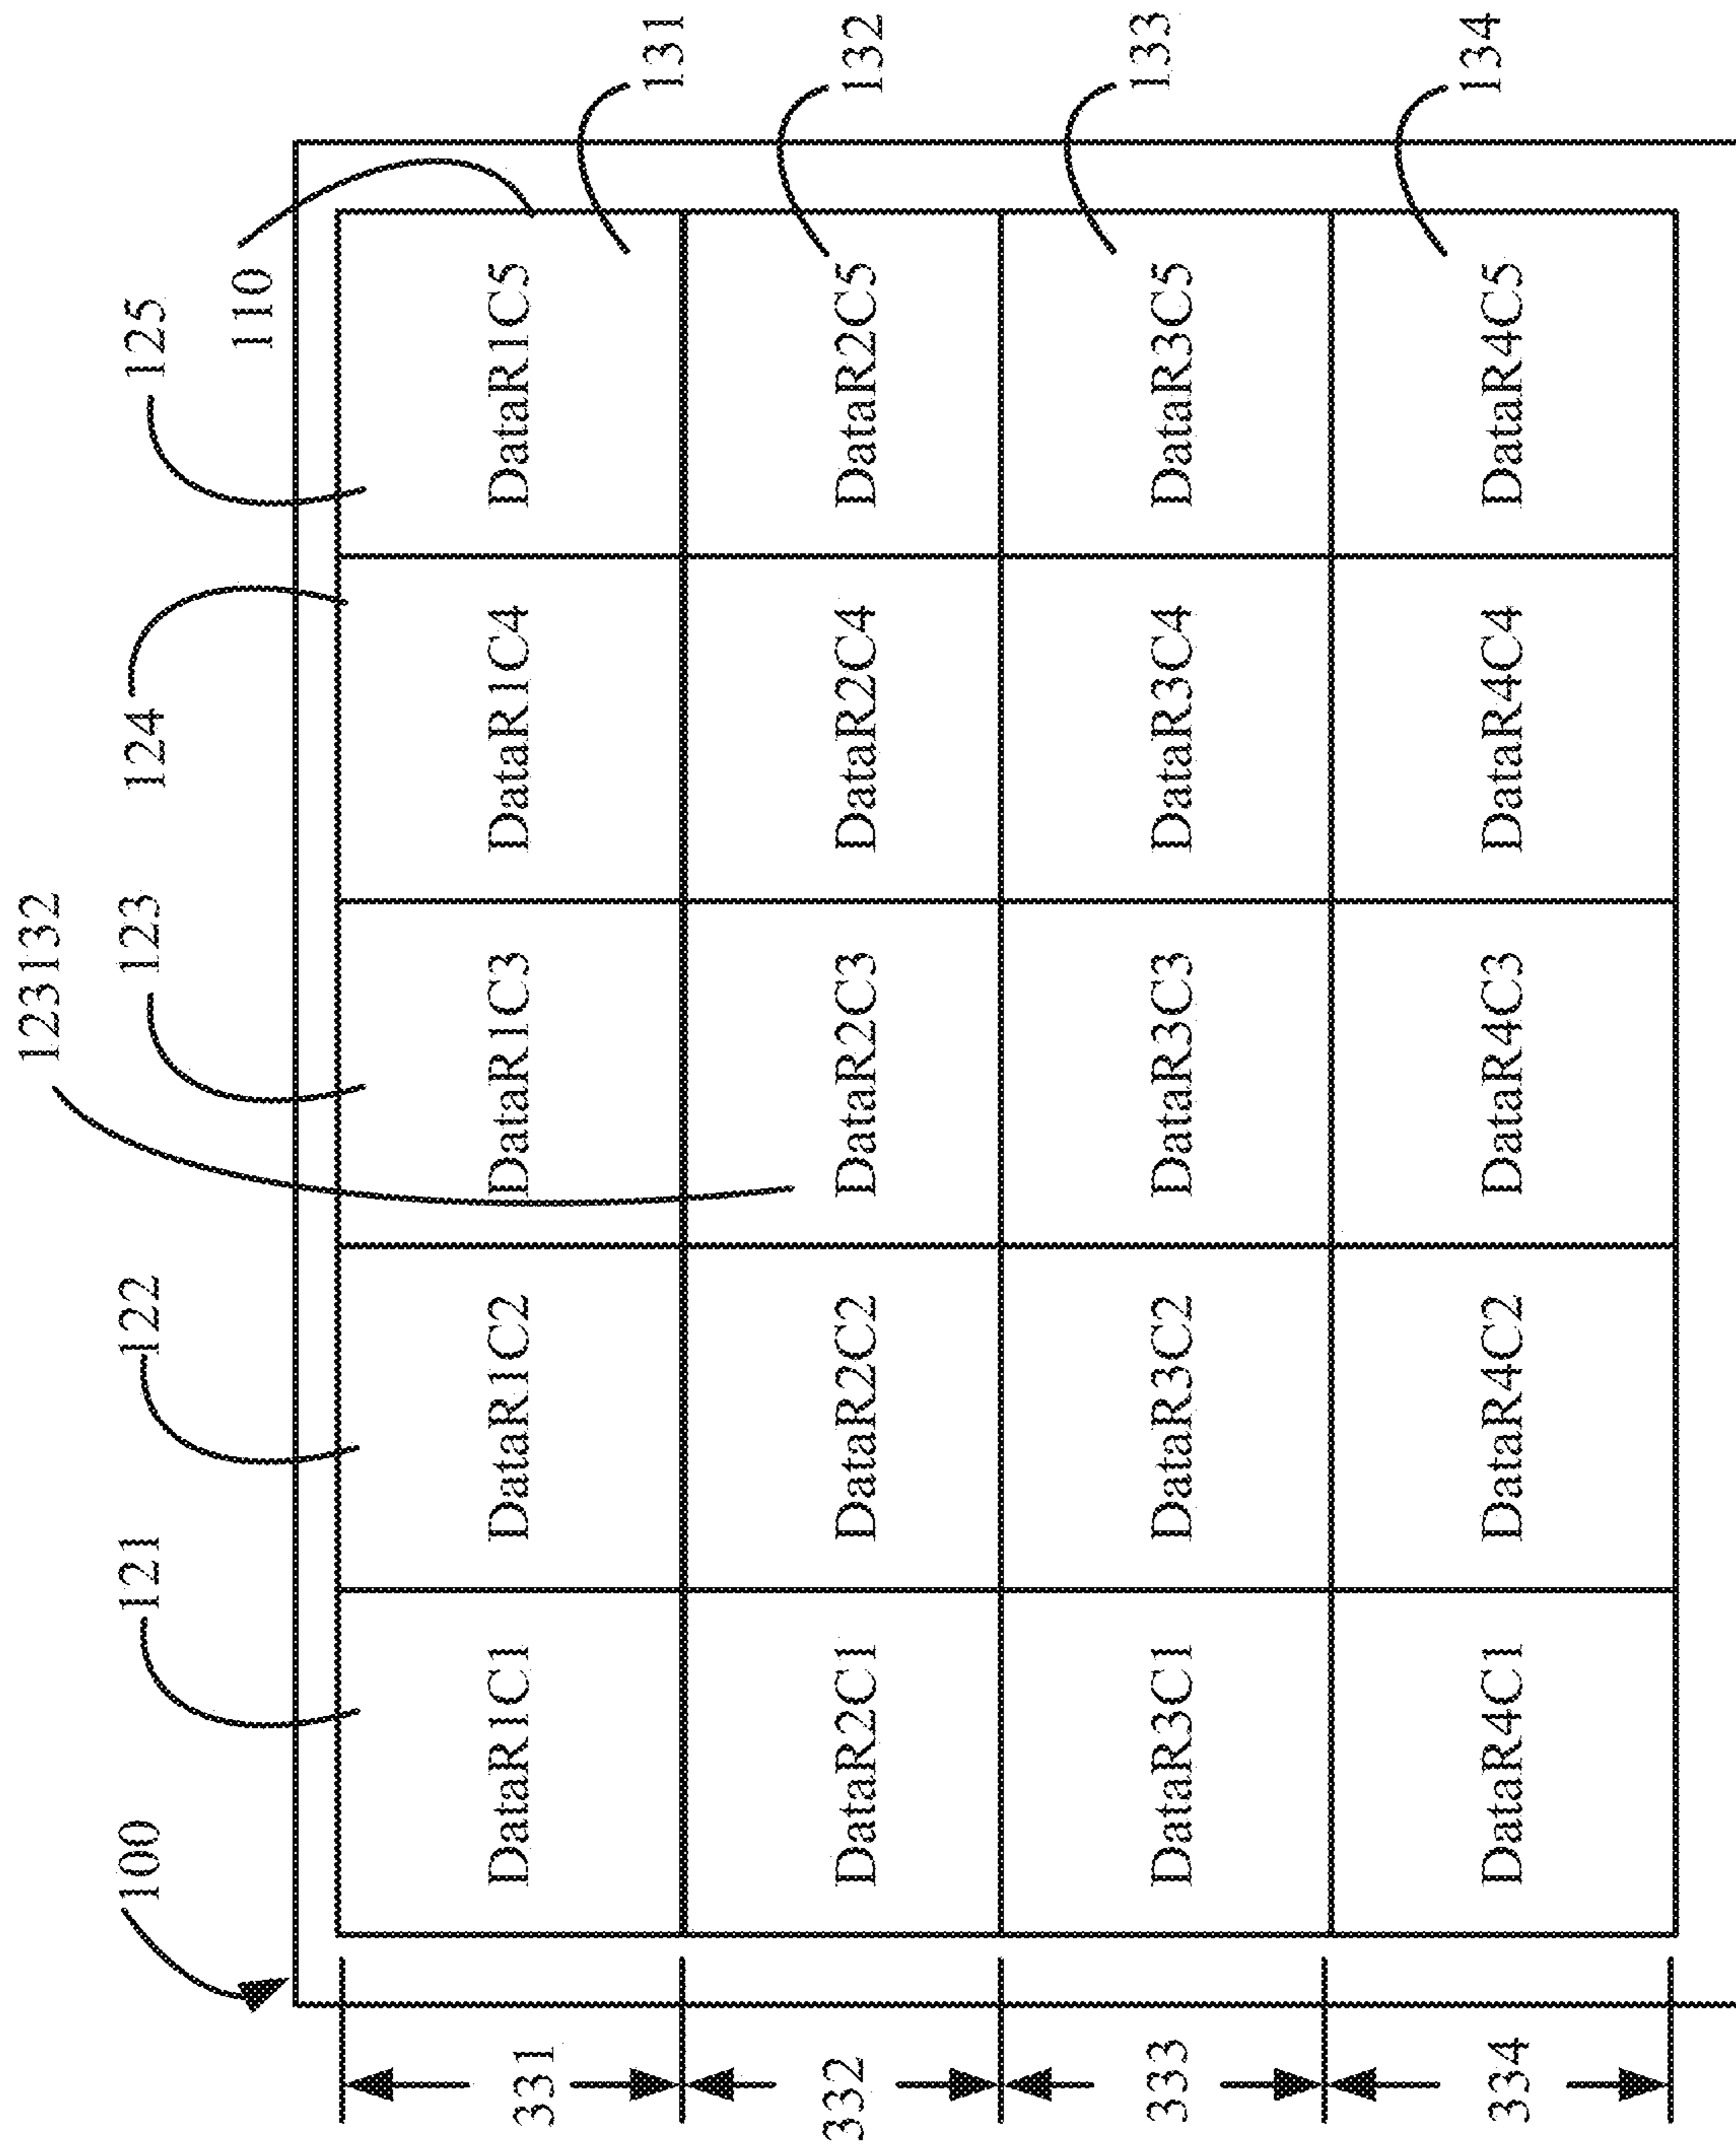 123132
100 121 122 123 124 125
110
331 DataR1C1 DataR1C2 DataR1C3 DataR1C4 DataR1C5
131
332 DataR2C1 DataR2C2 DataR2C3 DataR2C4 DataR2C5 132
333 DataR3C1 DataR3C2 DataR3C3 DataR3C4 DataR3C5 133
334 DataR4C1 DataR4C2 DataR4C3 DataR4C4 DataR4C5 134